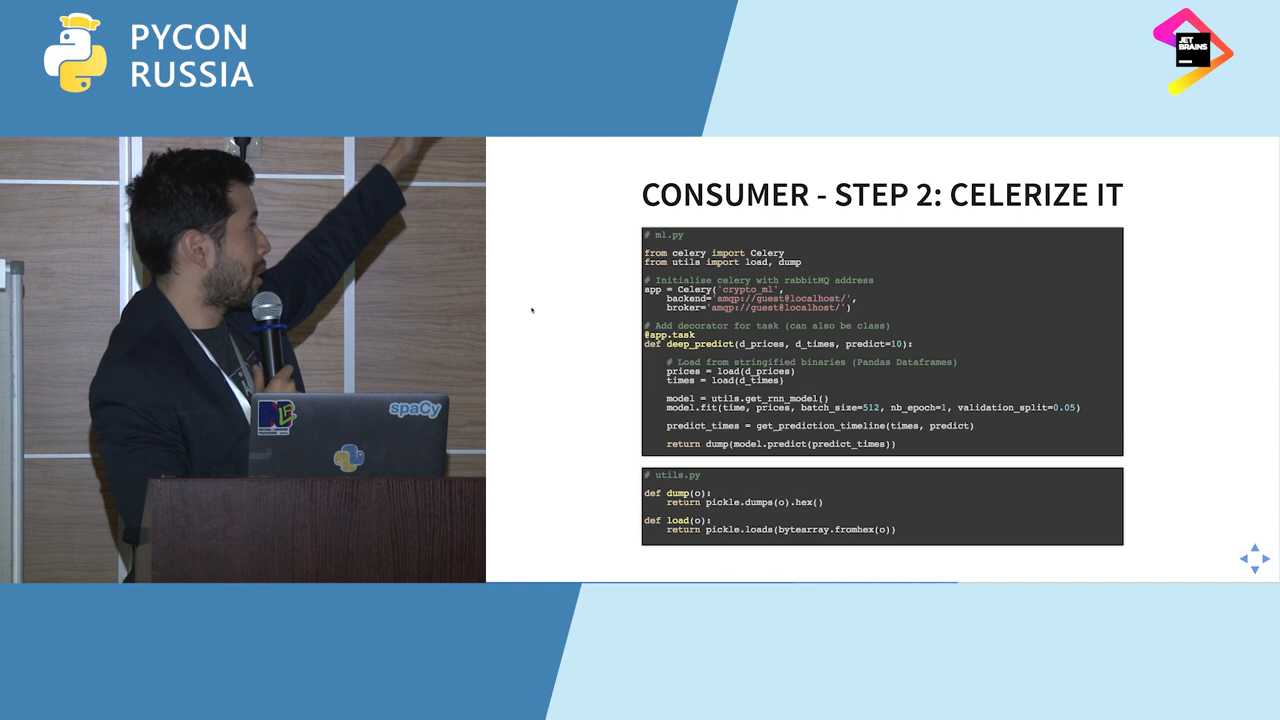 PYCON
RUSSIA
JET
BRAINS
spaCy
CONSUMER - STEP 2: CELERIZE IT
# ml.py
from celery import Celery
from utils import load, dump
# Initialise celery with rabbitMQ address
app = Celery('crypto_ml',
    backend='amqp://guest@localhost/',
    broker='amqp://guest@localhost/')
# Add decorator for task (can also be class)
@app.task
def deep_predict(d_prices, d_times, predict=10):
    # Load from stringified binaries (Pandas Dataframes)
    prices = load(d_prices)
    times = load(d_times)
    model = utils.get_rnn_model()
    model.fit(time, prices, batch_size=512, nb_epoch=1, validation_split=0.05)
    predict_times = get_prediction_timeline(times, predict)
    return dump(model.predict(predict_times))
# utils.py
def dump(o):
    return pickle.dumps(o).hex()
def load(o):
    return pickle.loads(bytearray.fromhex(o))